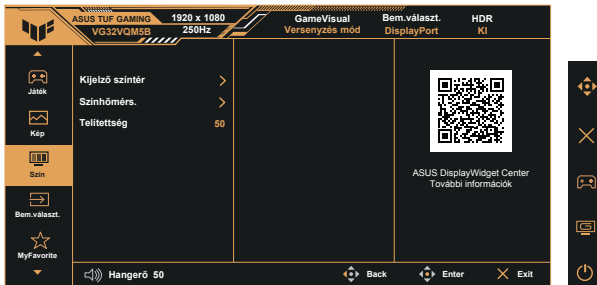 ASUS TUF GAMING 1920 x 1080 GameVisual Bem.választ. HDR
VG32VQM5B 250Hz Versenyzés mód DisplayPort KI
Játék
Kép
Szín
Bem.választ.
MyFavorite
Kijelző színtér
Színhőmérs.
Telítettség 50
ASUS DisplayWidget Center
További információk
Hangerő 50 Back Enter Exit